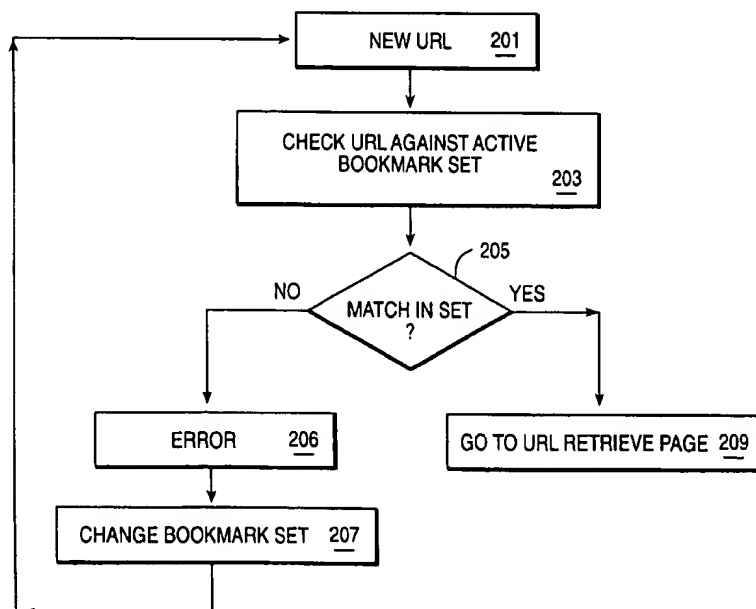 NEW URL 201
CHECK URL AGAINST ACTIVE
BOOKMARK SET
203
205
NO
MATCH IN SET
?
YES
ERROR 206
GO TO URL RETRIEVE PAGE 209
CHANGE BOOKMARK SET 207